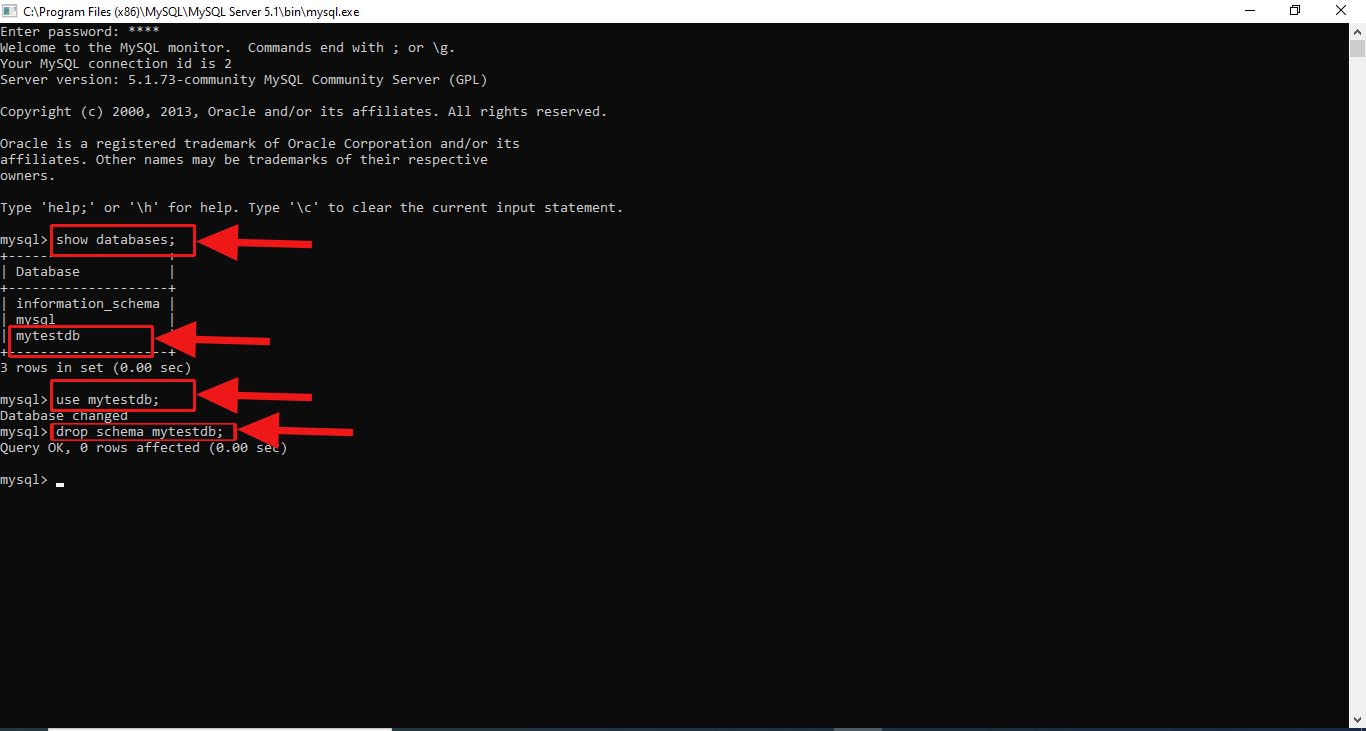 C:\Program Files (x86)\MySQL\MySQL Server 5.1\bin\mysql.exe
Enter password: ****
Welcome to the MySQL monitor.  Commands end with ; or \g.
Your MySQL connection id is 2
Server version: 5.1.73-community MySQL Community Server (GPL)
Copyright (c) 2000, 2013, Oracle and/or its affiliates. All rights reserved.
Oracle is a registered trademark of Oracle Corporation and/or its
affiliates. Other names may be trademarks of their respective
owners.
Type 'help;' or '\h' for help. Type '\c' to clear the current input statement.
mysql> show databases;
+--------------------+
| Database           |
+--------------------+
| information_schema |
| mysql              |
| mytestdb           |
+--------------------+
3 rows in set (0.00 sec)
mysql> use mytestdb;
Database changed
mysql> drop schema mytestdb;
Query OK, 0 rows affected (0.00 sec)
mysql>